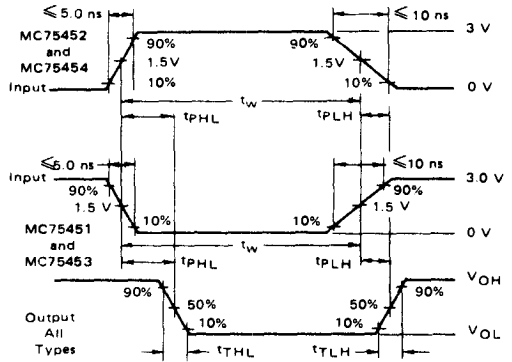 ≤5.0 ns
≤10 ns
MC75452
and
MC75454
90%
90%
3 V
1.5 V
1.5 V
10%
10%
Input
0 V
tW
tPHL
tPLH
≤5.0 ns
≤10 ns
Input
3.0 V
90%
90%
1.5 V
1.5 V
10%
10%
MC75451
and
MC75453
0 V
tW
tPHL
tPLH
VOH
90%
90%
50%
50%
Output
All
Types
10%
10%
VOL
tTHL
tTLH